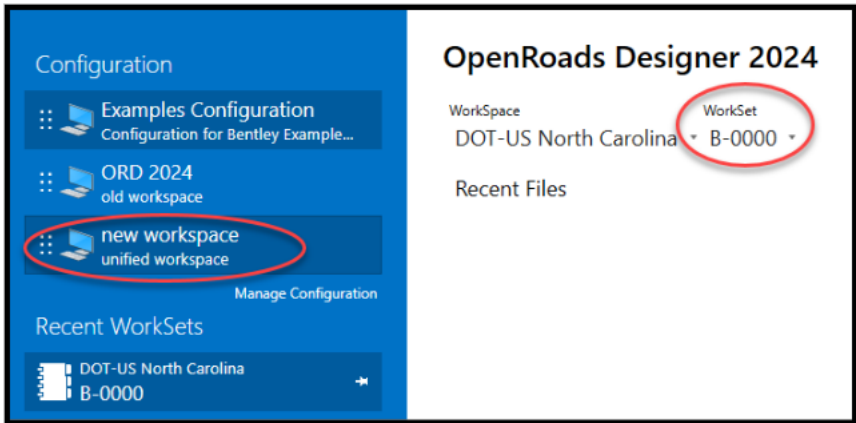 Configuration
Examples Configuration
Configuration for Bentley Example...
ORD 2024
old workspace
new workspace
unified workspace
Manage Configuration
Recent WorkSets
DOT-US North Carolina
B-0000
OpenRoads Designer 2024
WorkSpace WorkSet
DOT-US North Carolina B-0000
Recent Files